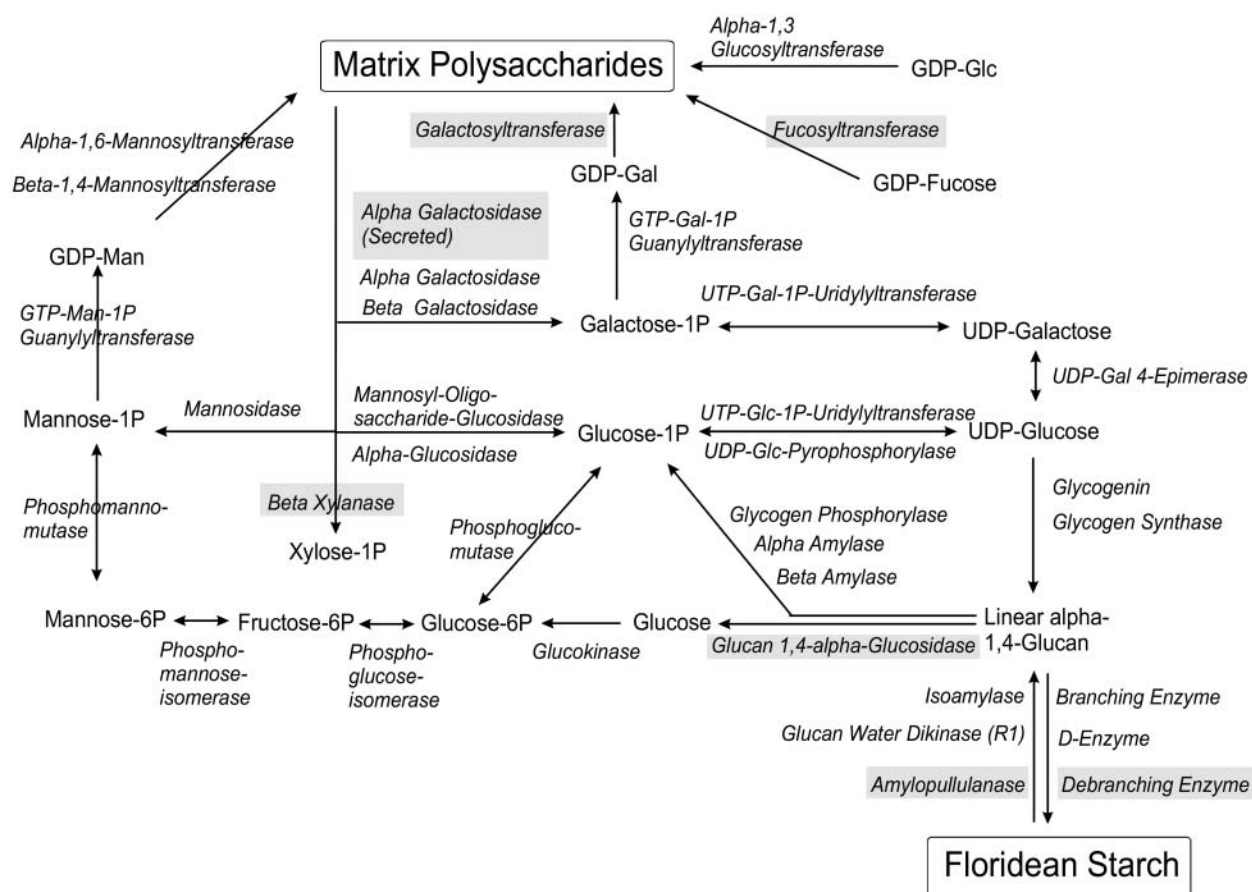 Alpha-1,3
Glucosyltransferase
Matrix Polysaccharides
GDP-Glc
Galactosyltransferase
Fucosyltransferase
Alpha-1,6-Mannosyltransferase
Beta-1,4-Mannosyltransferase
GDP-Gal
GDP-Fucose
Alpha Galactosidase
(Secreted)
GTP-Gal-1P
Guanylyltransferase
GDP-Man
Alpha Galactosidase
Beta Galactosidase
UTP-Gal-1P-Uridylyltransferase
GTP-Man-1P
Guanylyltransferase
Galactose-1P
UDP-Galactose
UDP-Gal 4-Epimerase
Mannose-1P
Mannosidase
Mannosyl-Oligo-
saccharide-Glucosidase
Alpha-Glucosidase
Glucose-1P
UTP-Glc-1P-Uridylyltransferase
UDP-Glc-Pyrophosphorylase
UDP-Glucose
Phosphomanno-
mutase
Beta Xylanase
Xylose-1P
Phosphogluco-
mutase
Glycogen Phosphorylase
Alpha Amylase
Beta Amylase
Glycogenin
Glycogen Synthase
Mannose-6P
Fructose-6P
Glucose-6P
Glucose
Linear alpha-
1,4-Glucan
Phospho-
mannose-
isomerase
Phospho-
glucose-
isomerase
Glucokinase
Glucan 1,4-alpha-Glucosidase
Isoamylase
Branching Enzyme
Glucan Water Dikinase (R1)
D-Enzyme
Amylopullulanase
Debranching Enzyme
Floridean Starch